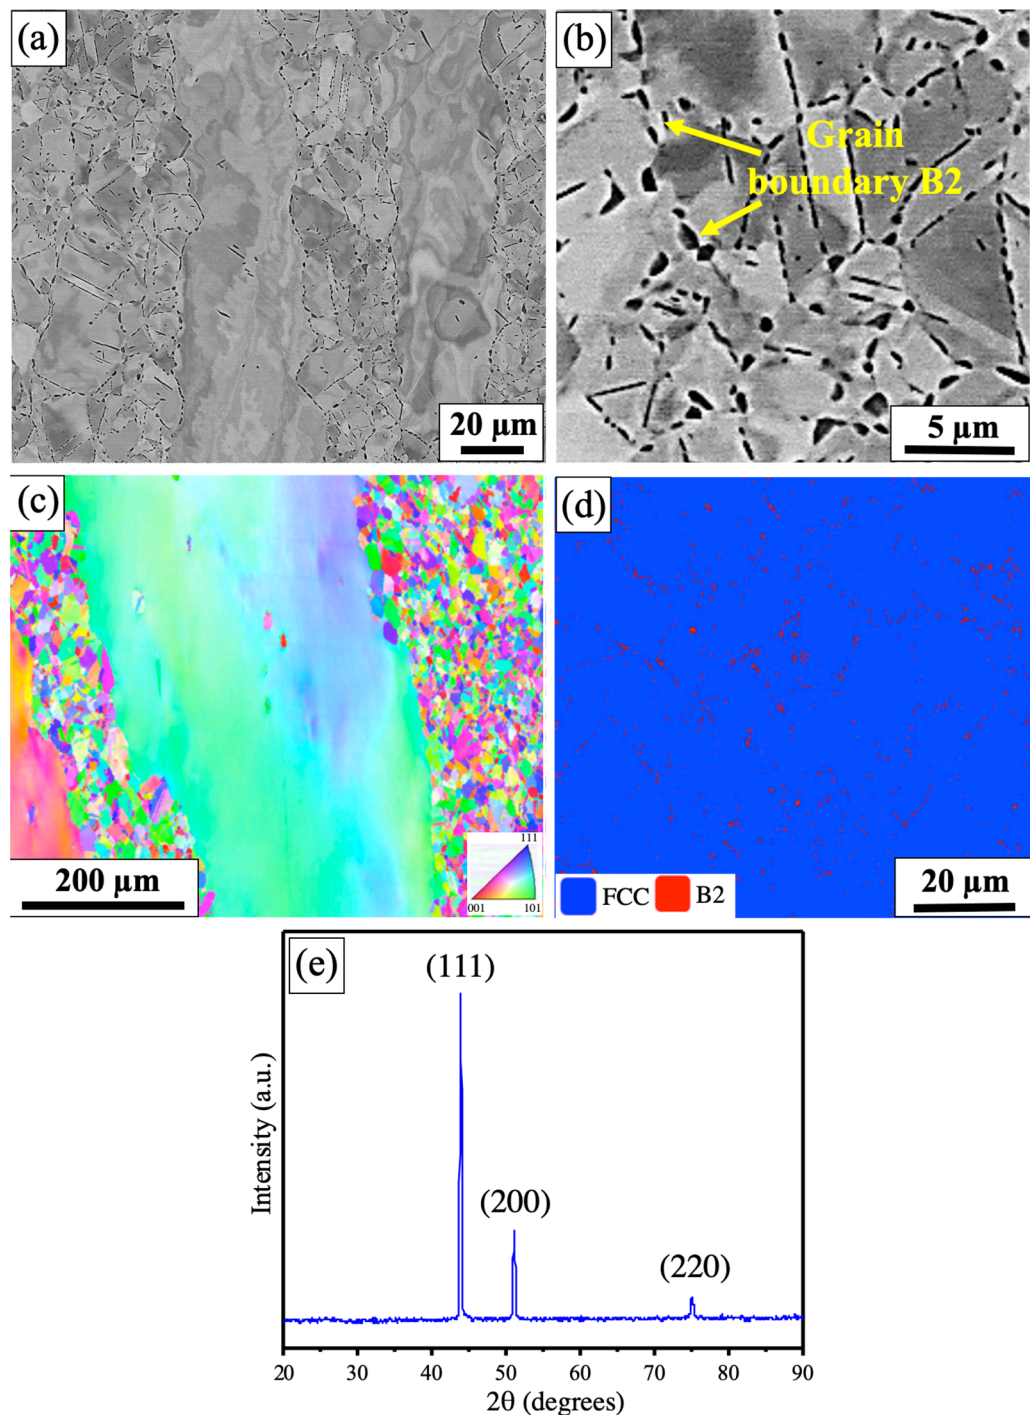 (a)
20 µm
(b)
Grain
boundary B2
5 µm
(c)
200 µm
111
001
101
(d)
FCC
B2
20 µm
(e)
(111)
(200)
(220)
Intensity (a.u.)
20
30
40
50
60
70
80
90
2θ (degrees)